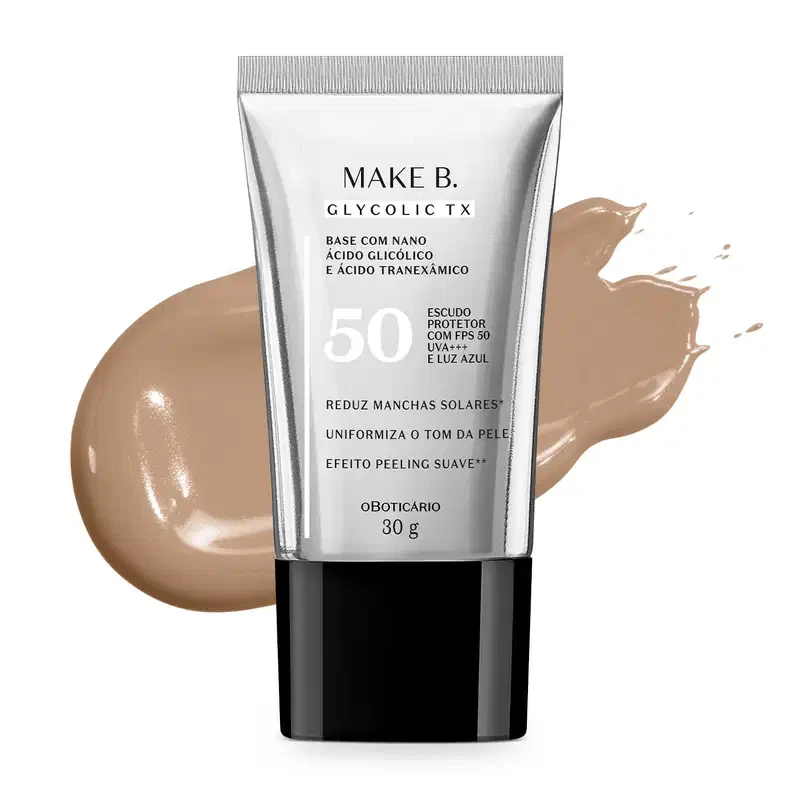 MAKE B.
GLYCOLIC TX
BASE COM NANO
ÁCIDO GLICÓLICO
E ÁCIDO TRANEXÂMICO
50
ESCUDO
PROTETOR
COM FPS 50
UVA+++
E LUZ AZUL
REDUZ MANCHAS SOLARES*
UNIFORMIZA O TOM DA PELE
EFEITO PEELING SUAVE**
oBOTICÁRIO
30 g